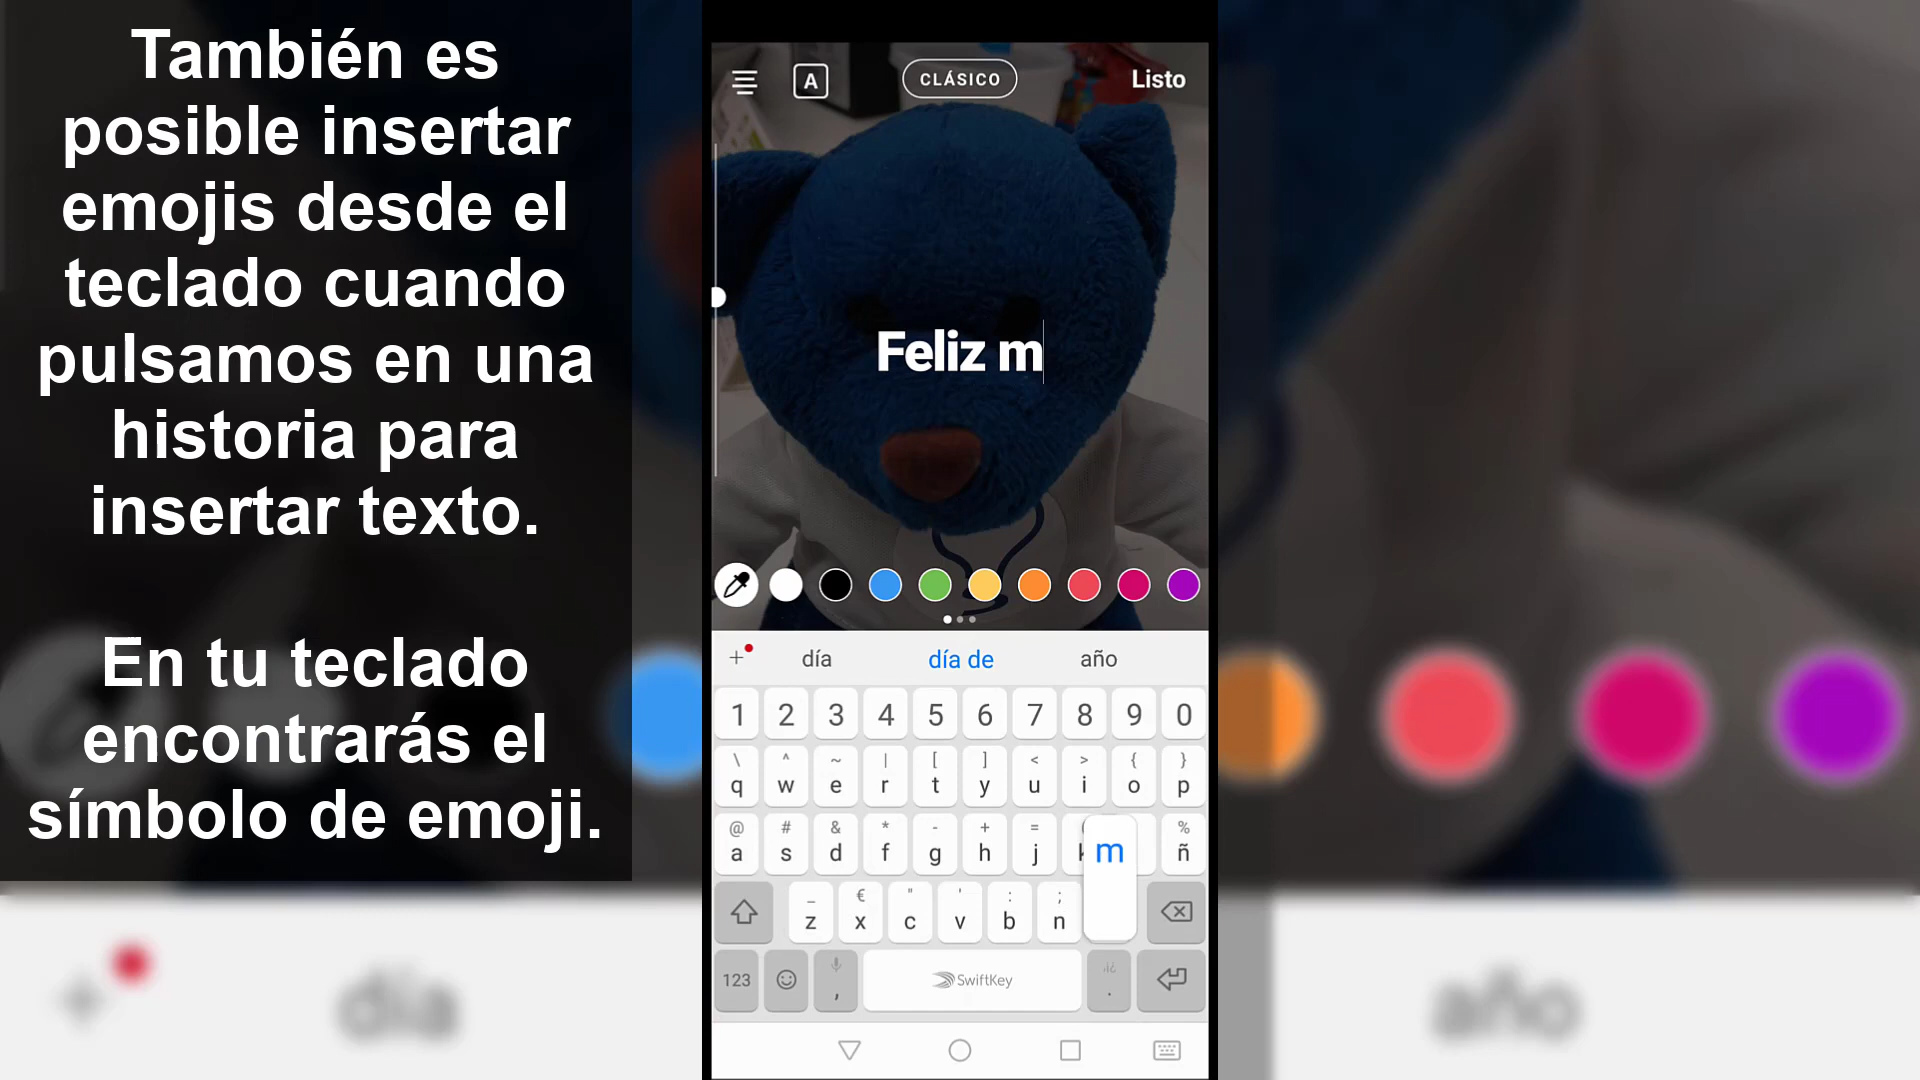 También es
posible insertar
emojis desde el
teclado cuando
pulsamos en una
historia para
insertar texto.
En tu teclado
encontrarás el
símbolo de emoji.
A CLÁSICO Listo
Feliz m
+ día día de año
1 2 3 4 5 6 7 8 9 0
\ ^ ~ | [ ] < > { }
q w e r t y u i o p
@ # & * - + = ( %
a s d f g h j k ñ
m
_ € " ' : ;
z x c v b n
123 , SwiftKey .
día año